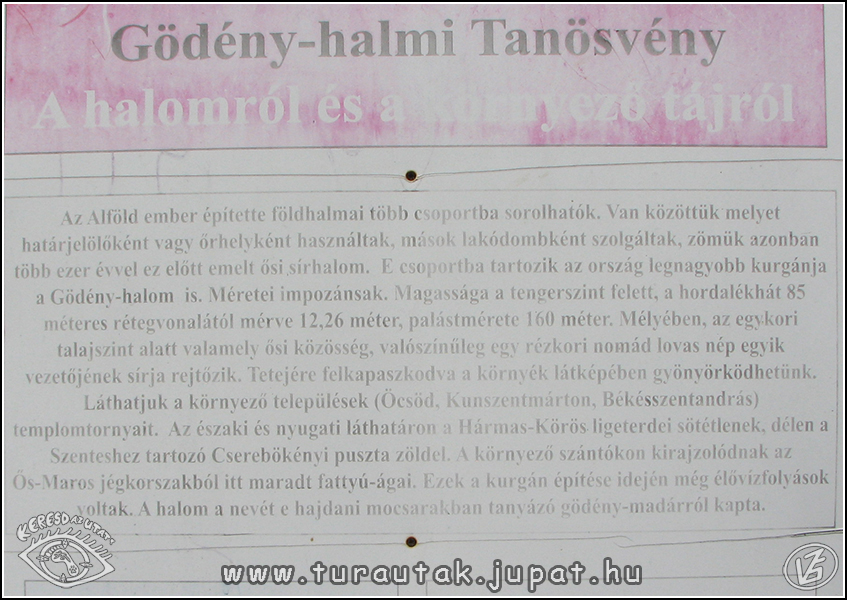 Gödény-halmi Tanösvény
A halomról és a környező tájról
Az Alföld ember építette földhalmai több csoportba sorolhatók. Van közöttük melyet
határjelölőként vagy őrhelyként használtak, mások lakódombként szolgáltak, zömük azonban
több ezer évvel ez előtt emelt ősi sírhalom. E csoportba tartozik az ország legnagyobb kurgánja
a Gödény-halom is. Méretei impozánsak. Magassága a tengerszint felett, a hordalékhát 85
méteres rétegvonalától mérve 12,26 méter, palástmérete 160 méter. Mélyében, az egykori
talajszint alatt valamely ősi közösség, valószínűleg egy rézkori nomád lovas nép egyik
vezetőjének sírja rejtőzik. Tetejére felkapaszkodva a környék látképében gyönyörködhetünk.
Láthatjuk a környező települések (Öcsöd, Kunszentmárton, Békésszentandrás)
templomtornyait. Az északi és nyugati láthatáron a Hármas-Körös ligeterdei sötétlenek, délen a
Szenteshez tartozó Cserebökényi puszta zöldel. A környező szántókon kirajzolódnak az
Ős-Maros jégkorszakból itt maradt fattyú-ágai. Ezek a kurgán építése idején még élővízfolyások
voltak. A halom a nevét e hajdani mocsarakban tanyázó gödény-madárról kapta.
KERESD AZ UTAT!
www.turautak.jupat.hu